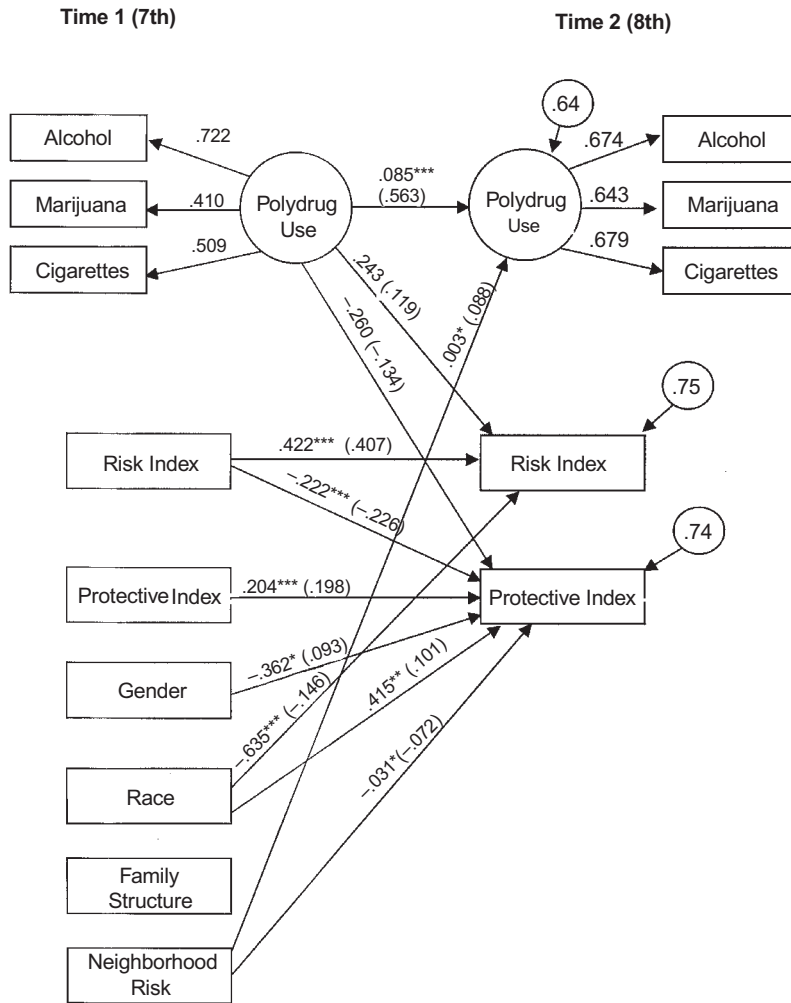 Time 1 (7th)
Time 2 (8th)
.64
Alcohol
.722
.674
Alcohol
.085***
(.563)
Marijuana
.410
Polydrug
Use
Polydrug
Use
.643
Marijuana
Cigarettes
.509
.679
Cigarettes
.243 (.119)
–.260 (–.134)
.003* (.088)
.75
Risk Index
.422*** (.407)
Risk Index
–.222*** (–.226)
.74
Protective Index
.204*** (.198)
Protective Index
Gender
–.362* (.093)
–.635*** (–.146)
.415** (.101)
–.031* (–.072)
Race
Family
Structure
Neighborhood
Risk